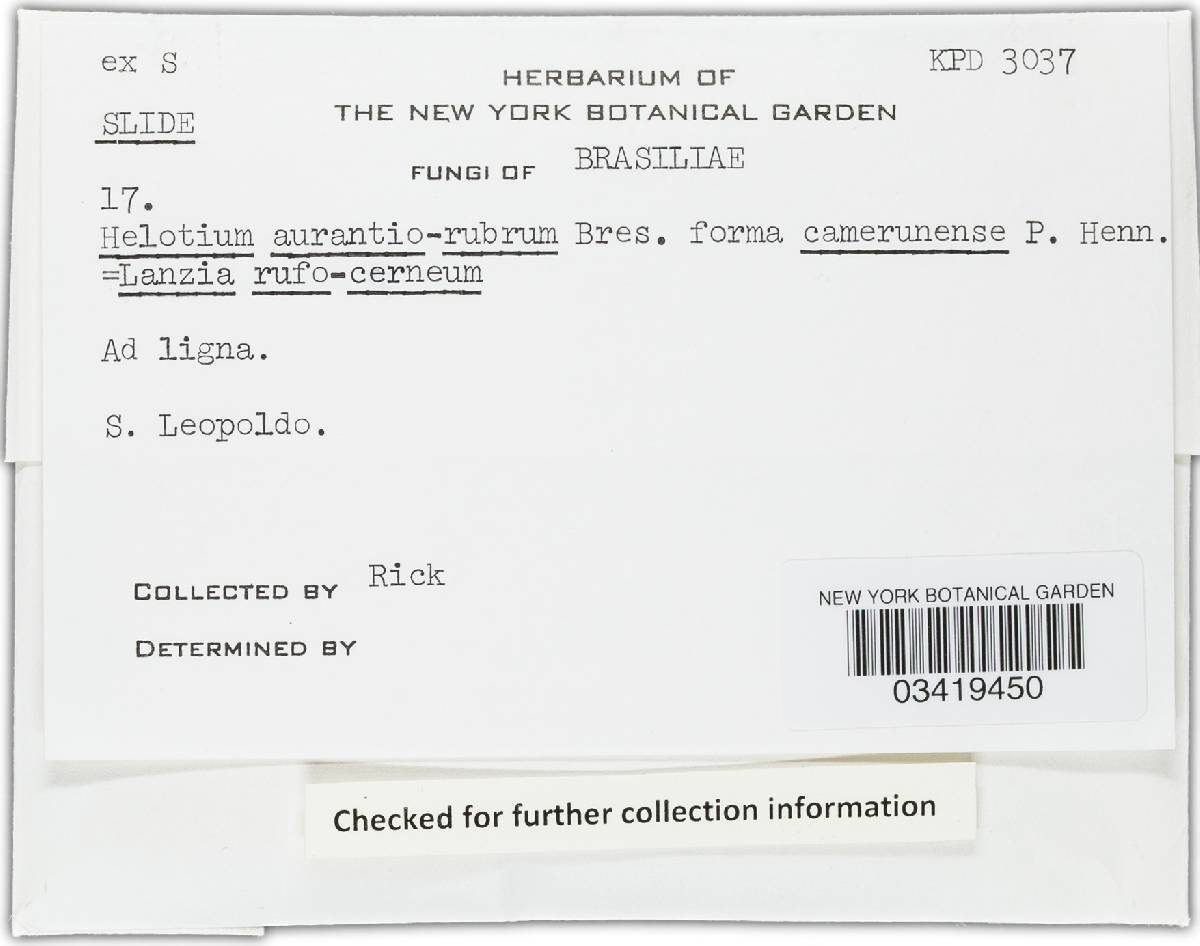 ex S
KPD 3037
HERBARIUM OF
SLIDE
THE NEW YORK BOTANICAL GARDEN
FUNGI OF BRASILIAE
17.
Helotium aurantio-rubrum Bres. forma camerunense P. Henn.
=Lanzia rufo-cerneum
Ad ligna.
S. Leopoldo.
COLLECTED BY Rick
DETERMINED BY
NEW YORK BOTANICAL GARDEN
03419450
Checked for further collection information